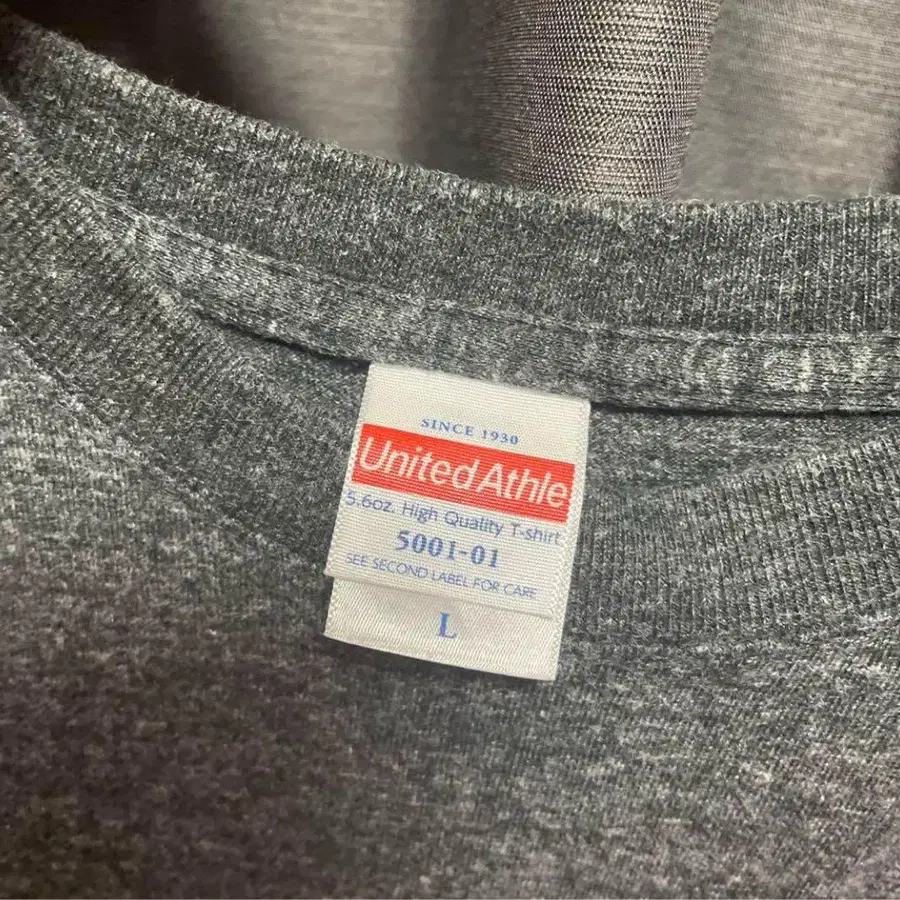 SINCE 1930
United Athle
5.6oz. High Quality T-shirt
5001-01
SEE SECOND LABEL FOR CARE
L